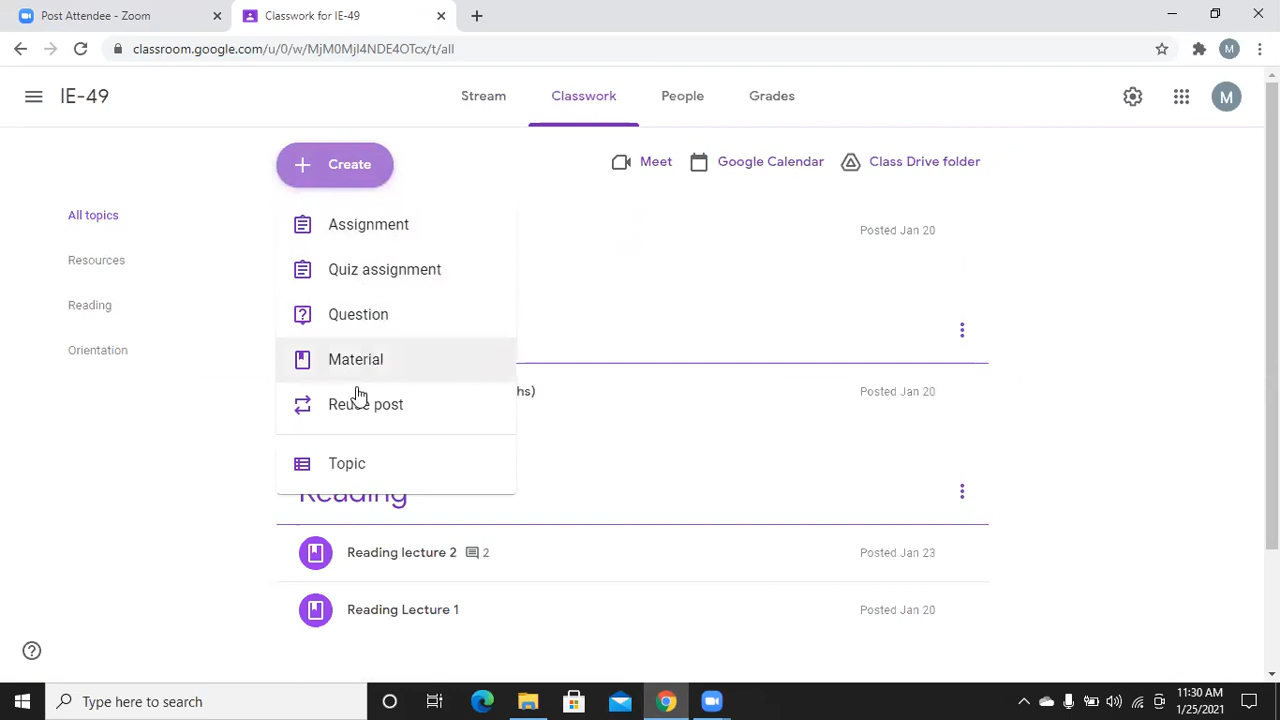 Post Attendee - Zoom
Classwork for IE-49
classroom.google.com/u/0/w/MjM0MjI4NDE4OTcx/t/all
M
IE-49
Stream
Classwork
People
Grades
M
Create
Meet
Google Calendar
Class Drive folder
All topics
Resources
Reading
Orientation
Assignment
Quiz assignment
Question
Material
Reuse post
Topic
Posted Jan 20
hs)
Posted Jan 20
Reading
Reading lecture 2
2
Posted Jan 23
Reading Lecture 1
Posted Jan 20
Type here to search
11:30 AM
1/25/2021